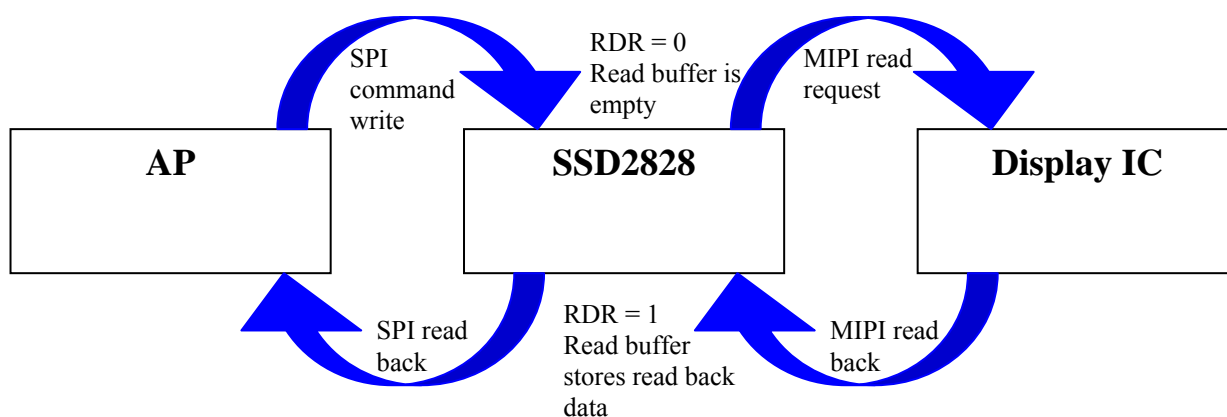 SPI
command
write
RDR = 0
Read buffer is
empty
MIPI read
request
AP
SSD2828
Display IC
SPI read
back
RDR = 1
Read buffer
stores read back
data
MIPI read
back